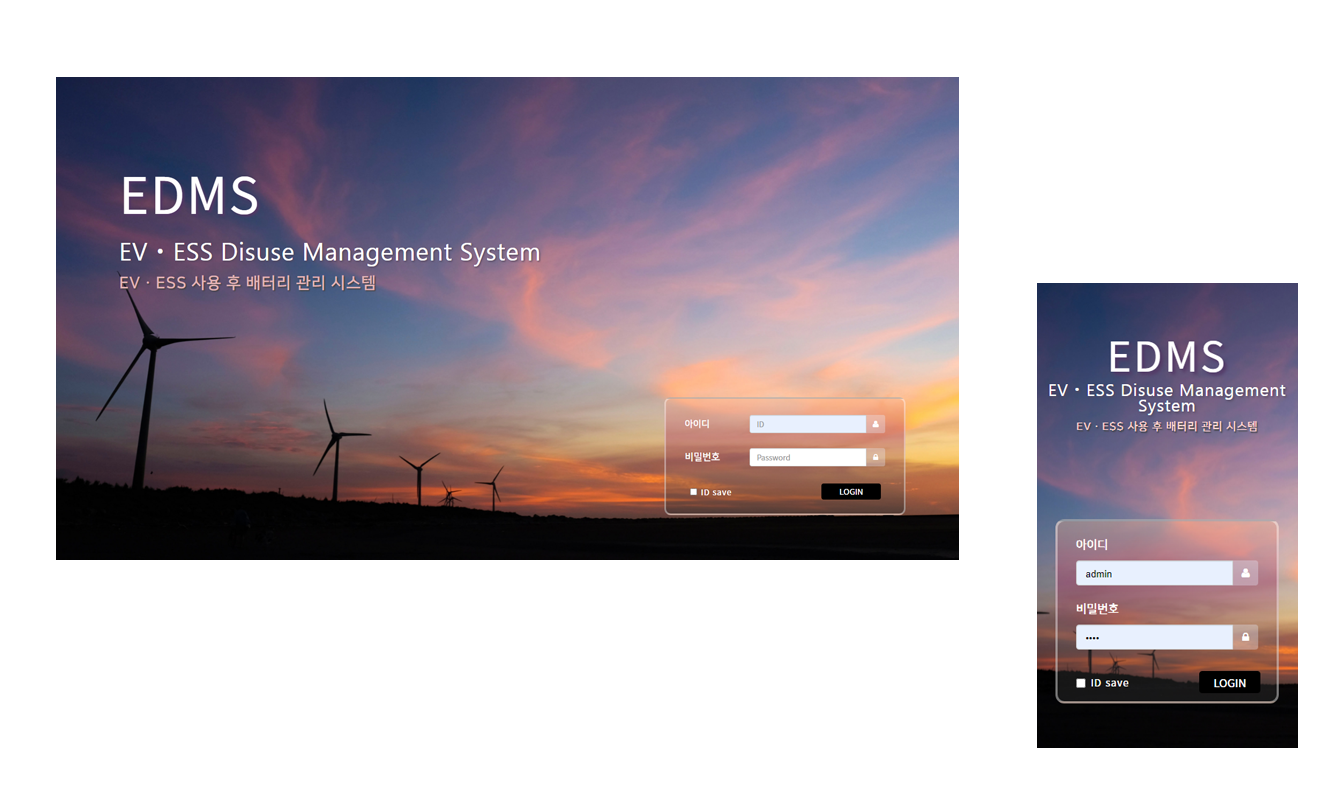 EDMS
EV • ESS Disuse Management System
EV · ESS 사용 후 배터리 관리 시스템
아이디 ID
비밀번호 Password
ID save LOGIN
EDMS
EV • ESS Disuse Management
System
EV · ESS 사용 후 배터리 관리 시스템
아이디
admin
비밀번호
••••
ID save LOGIN